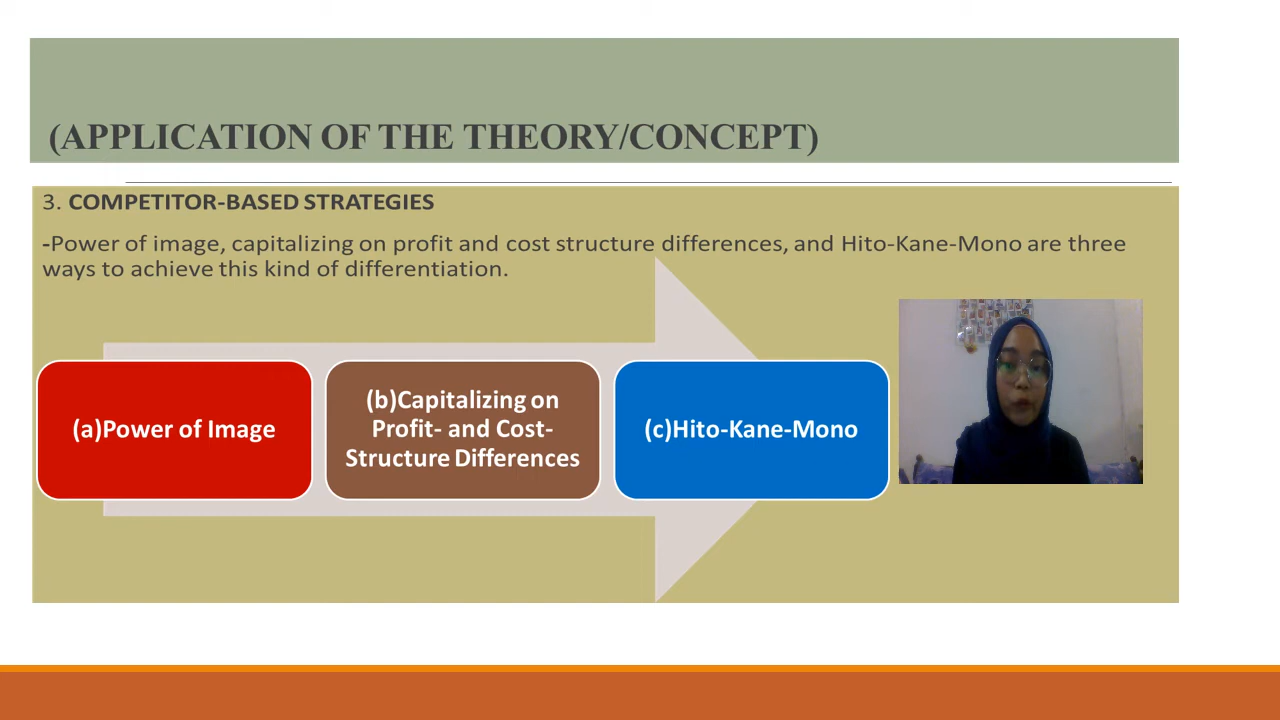 (APPLICATION OF THE THEORY/CONCEPT)
3. COMPETITOR-BASED STRATEGIES
-Power of image, capitalizing on profit and cost structure differences, and Hito-Kane-Mono are three
ways to achieve this kind of differentiation.
(a)Power of Image
(b)Capitalizing on
Profit- and Cost-
Structure Differences
(c)Hito-Kane-Mono